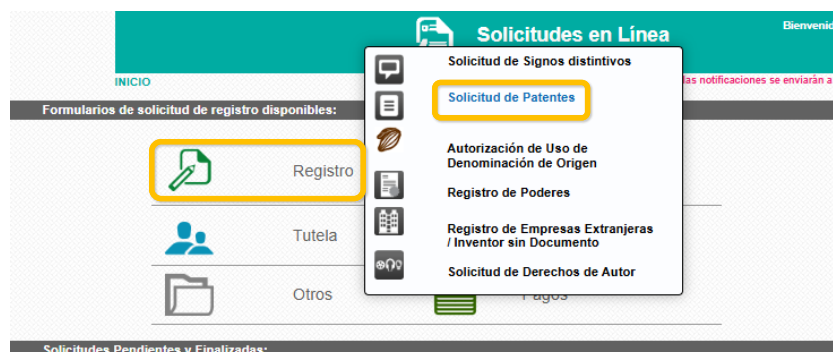 Solicitudes en Línea
Bienvenid
INICIO
las notificaciones se enviarán a
Formularios de solicitud de registro disponibles:
Solicitud de Signos distintivos
Solicitud de Patentes
Autorización de Uso de
Denominación de Origen
Registro de Poderes
Registro de Empresas Extranjeras
/ Inventor sin Documento
Solicitud de Derechos de Autor
Registro
Tutela
Otros
Pagos
Solicitudes Pendientes y Finalizadas: